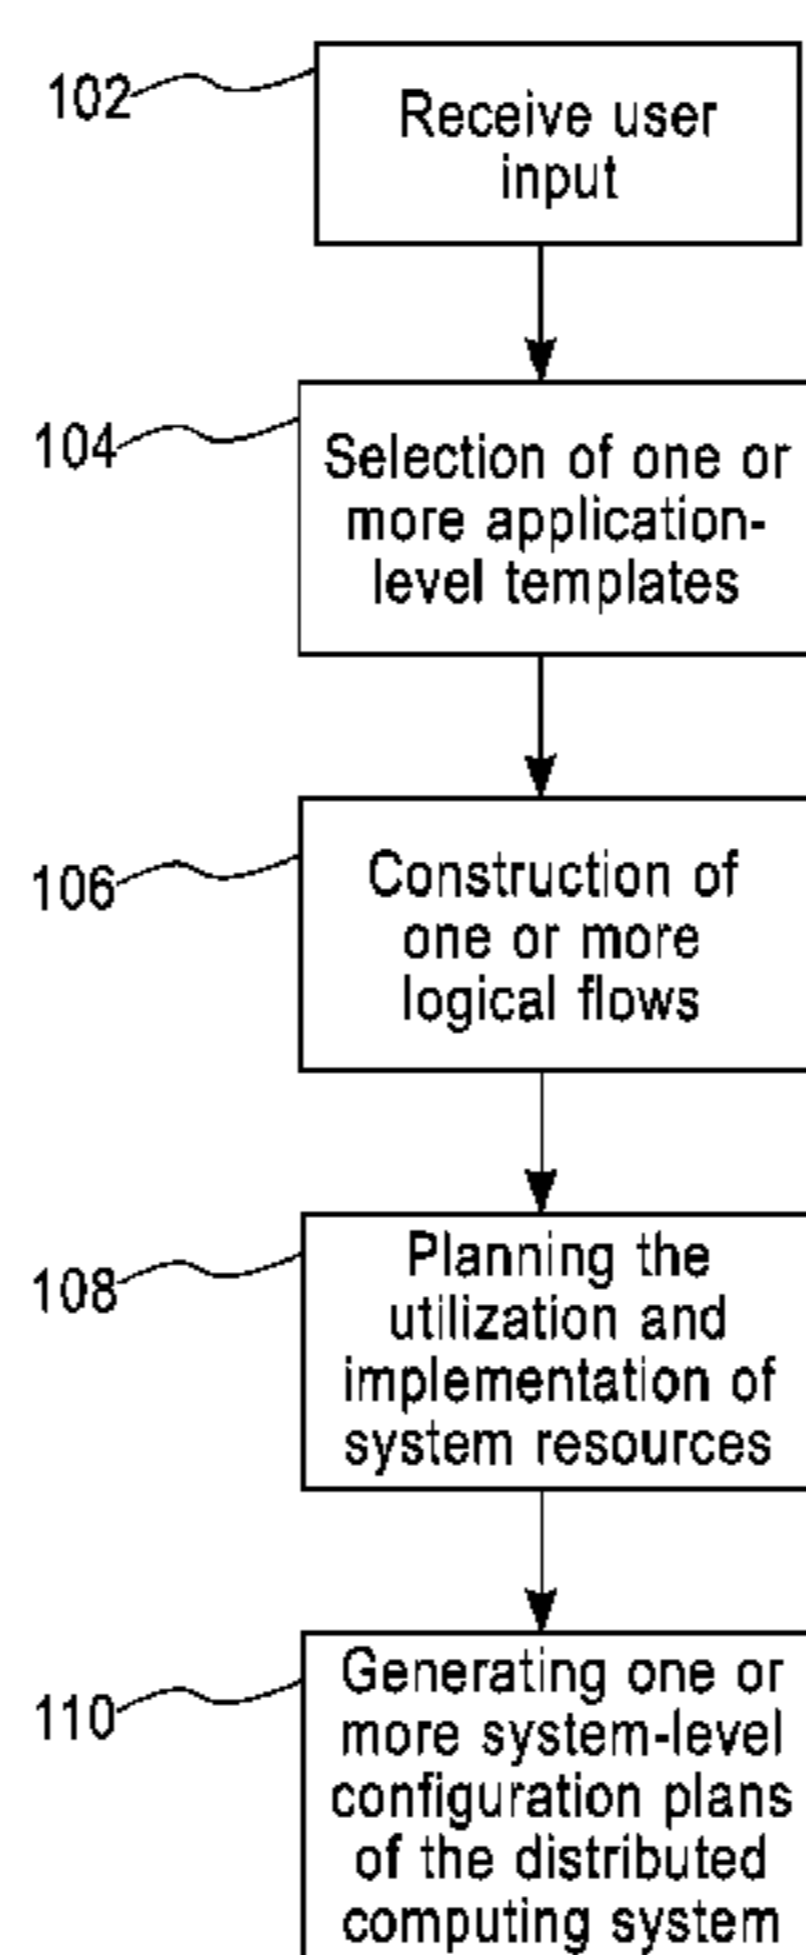 102
Receive user
input
104
Selection of one or
more application-
level templates
106
Construction of
one or more
logical flows
108
Planning the
utilization and
implementation of
system resources
110
Generating one or
more system-level
configuration plans
of the distributed
computing system